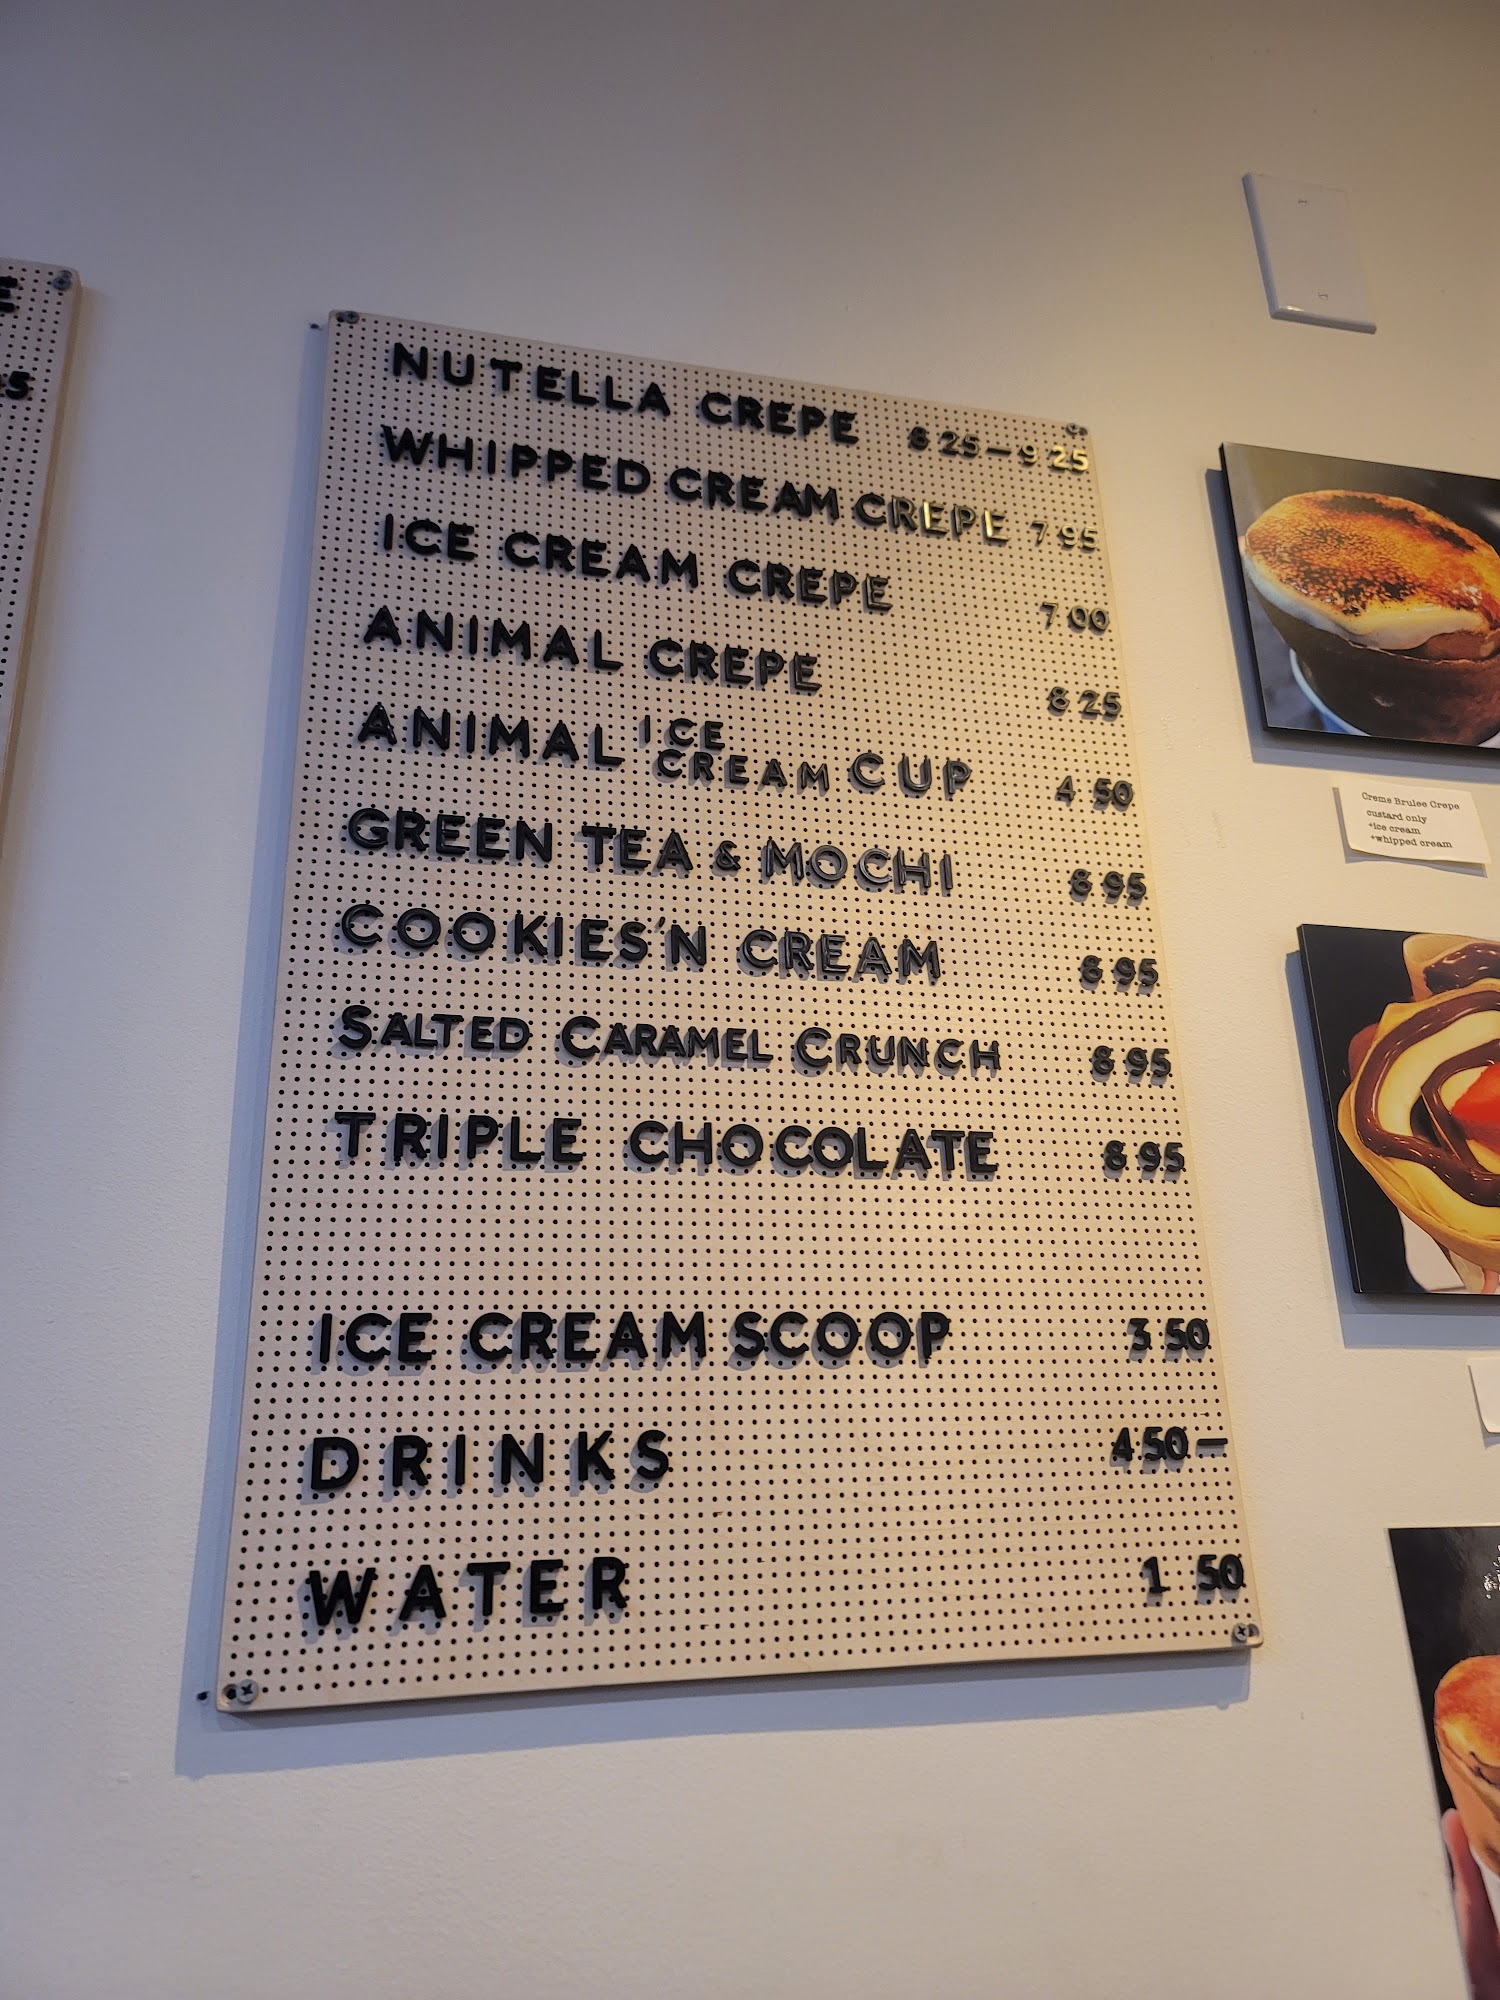 NUTELLA CREPE 8 25 – 9 25
WHIPPED CREAM CREPE 7 95
ICE CREAM CREPE 7 00
ANIMAL CREPE 8 25
ANIMAL ICE CREAM CUP 4 50
GREEN TEA & MOCHI 8 95
COOKIES'N CREAM 8 95
SALTED CARAMEL CRUNCH 8 95
TRIPLE CHOCOLATE 8 95
ICE CREAM SCOOP 3 50
DRINKS 4 50 –
WATER 1 50
Creme Brulee Crepe
custard only
+ice cream
+whipped cream